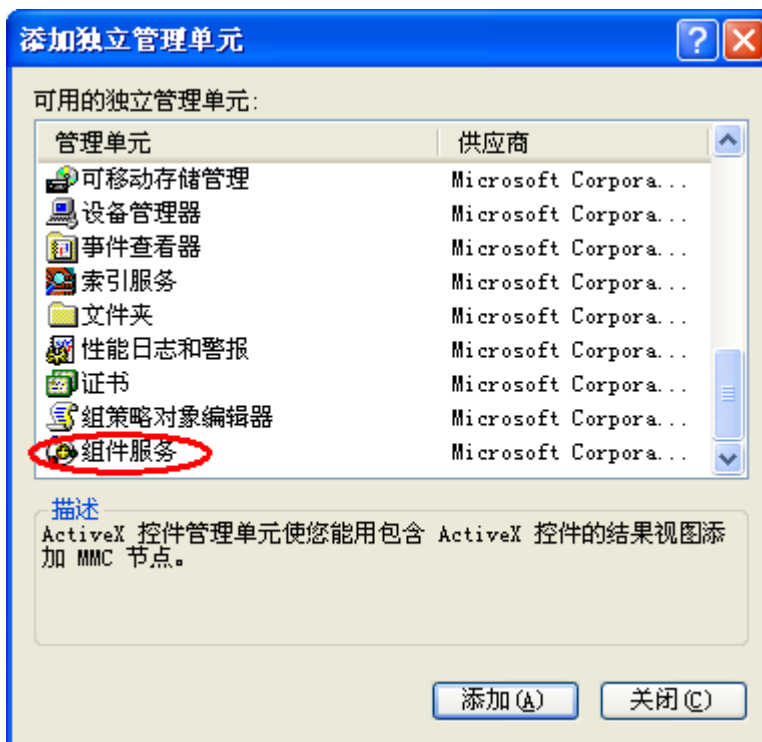 添加独立管理单元
可用的独立管理单元:
管理单元 供应商
可移动存储管理 Microsoft Corpora...
设备管理器 Microsoft Corpora...
事件查看器 Microsoft Corpora...
索引服务 Microsoft Corpora...
文件夹 Microsoft Corpora...
性能日志和警报 Microsoft Corpora...
证书 Microsoft Corpora...
组策略对象编辑器 Microsoft Corpora...
组件服务 Microsoft Corpora...
描述
ActiveX 控件管理单元使您能用包含 ActiveX 控件的结果视图添
加 MMC 节点。
添加(A) 关闭(C)